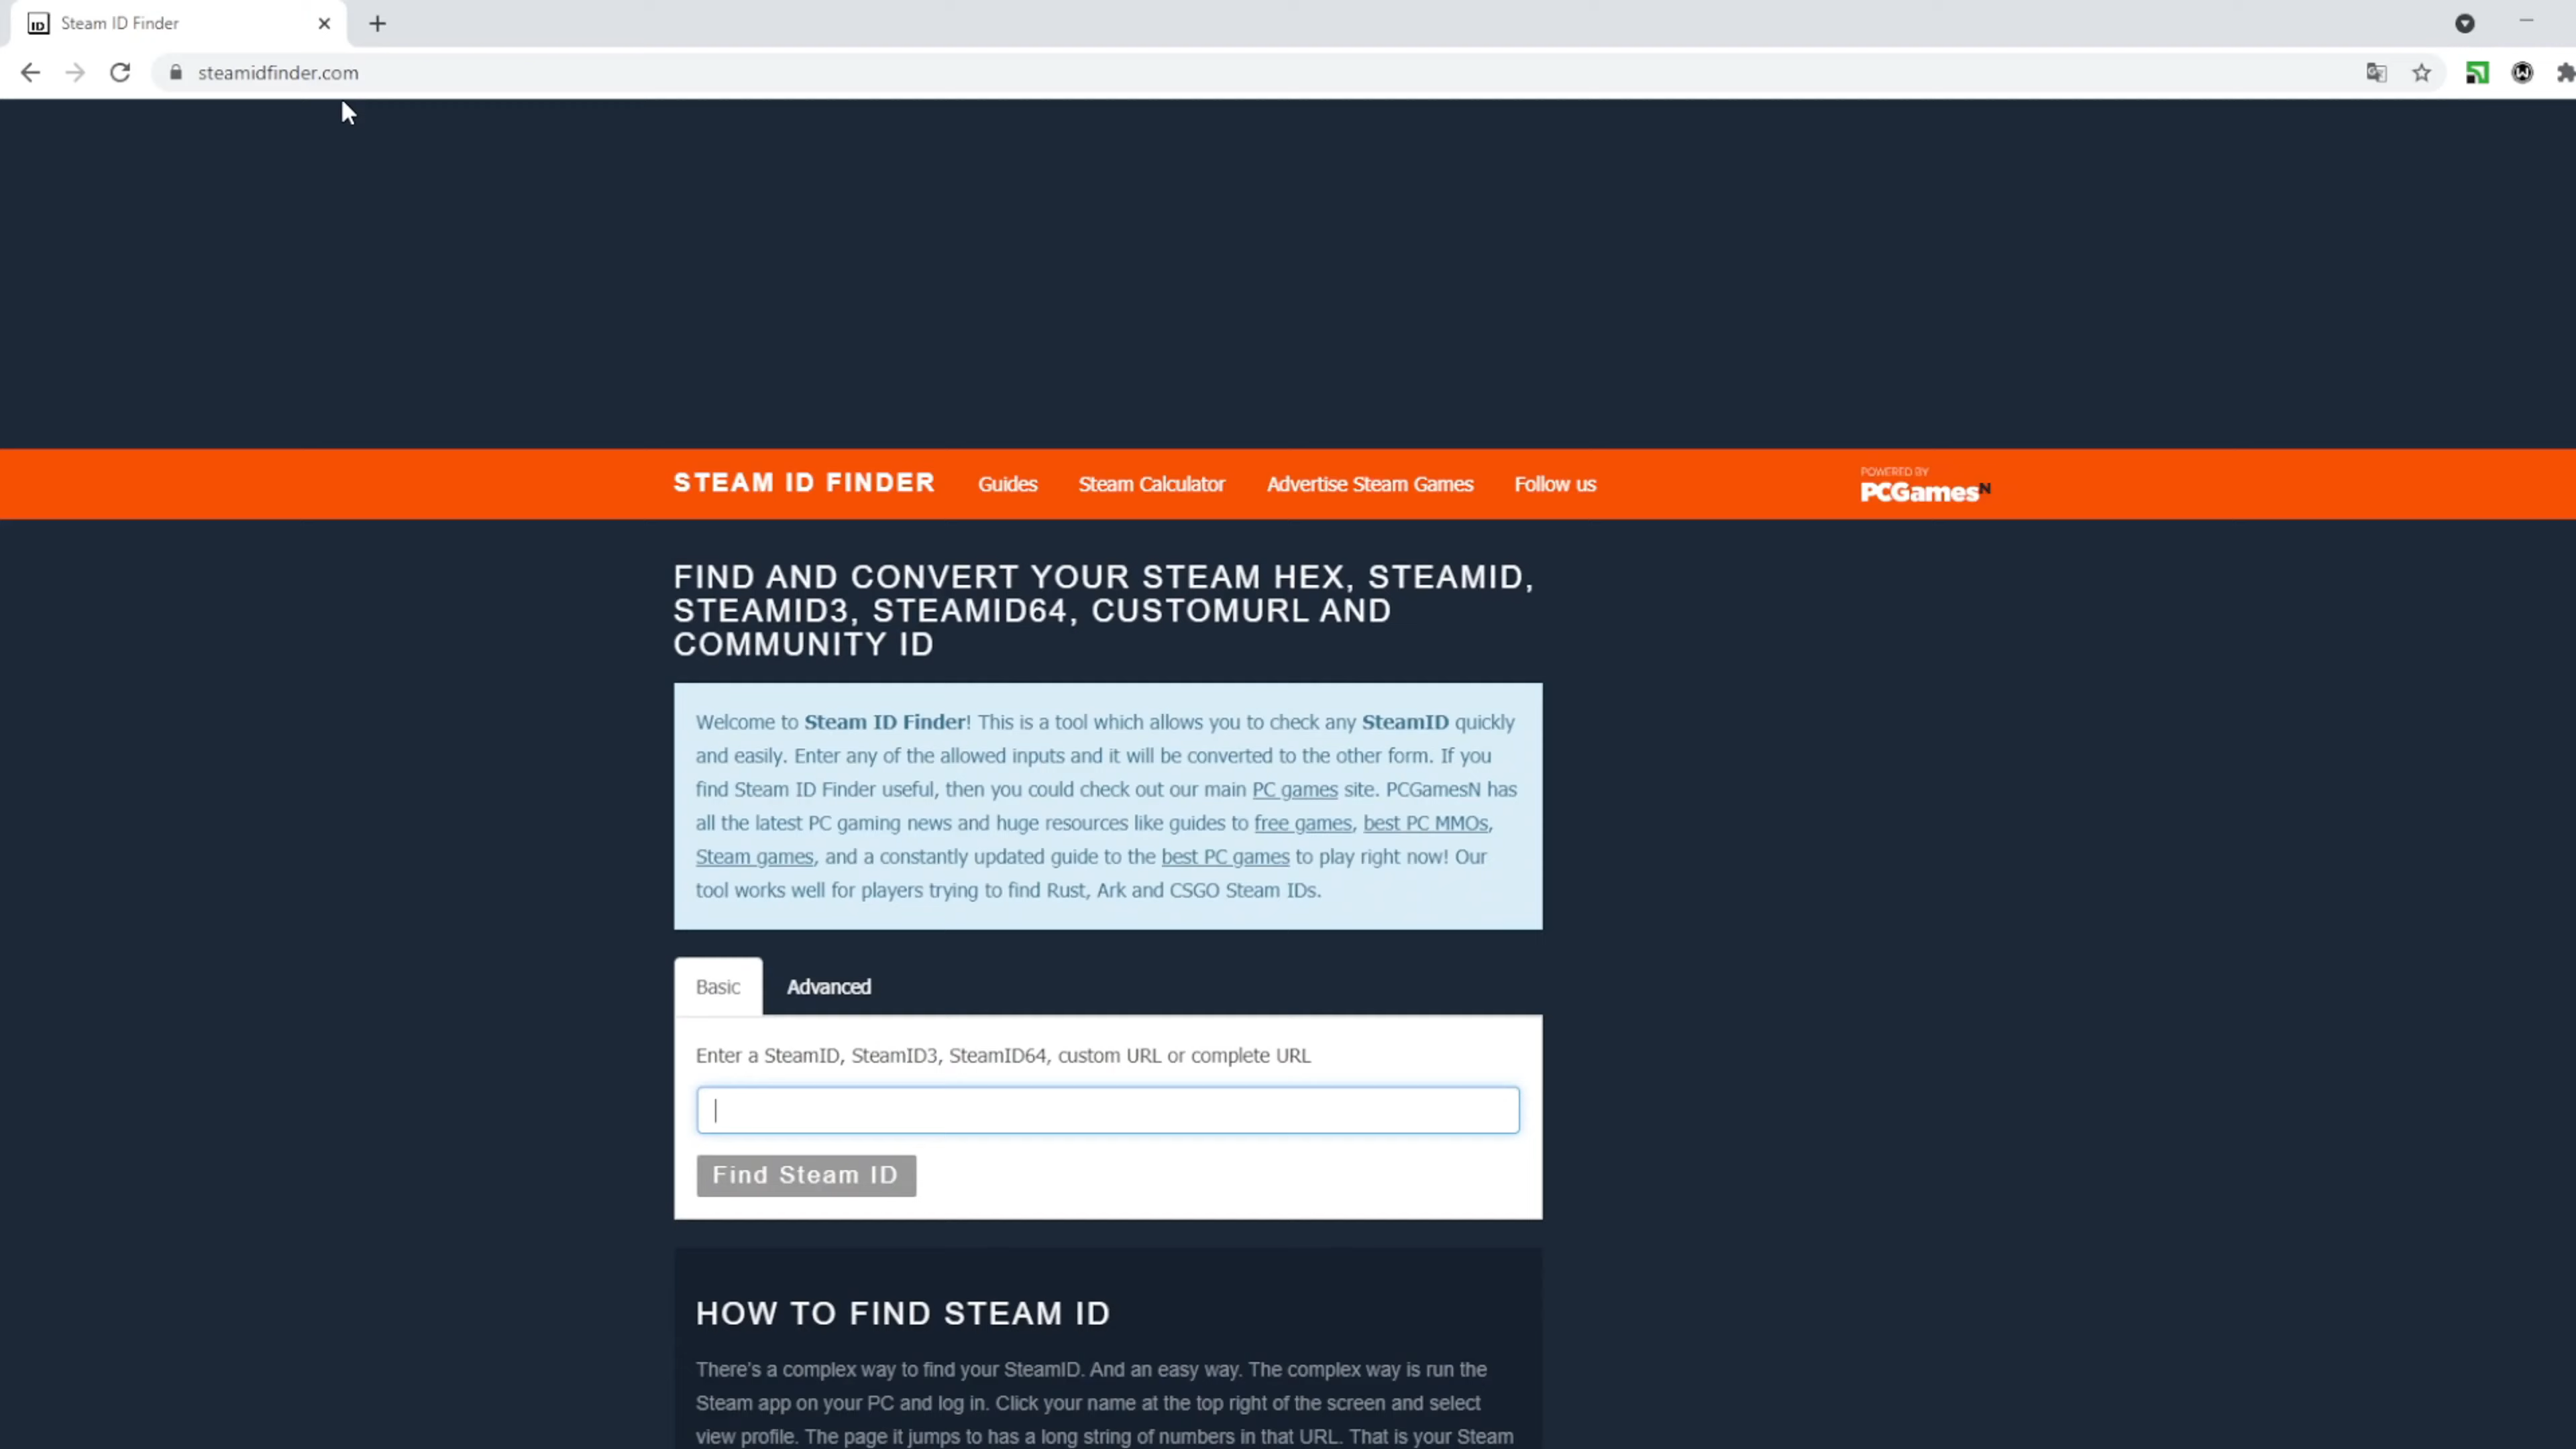 Steam ID Finder
steamidfinder.com
STEAM ID FINDER Guides Steam Calculator Advertise Steam Games Follow us
POWERED BY
PCGamesN
FIND AND CONVERT YOUR STEAM HEX, STEAMID,
STEAMID3, STEAMID64, CUSTOMURL AND
COMMUNITY ID
Welcome to Steam ID Finder! This is a tool which allows you to check any SteamID quickly
and easily. Enter any of the allowed inputs and it will be converted to the other form. If you
find Steam ID Finder useful, then you could check out our main PC games site. PCGamesN has
all the latest PC gaming news and huge resources like guides to free games, best PC MMOs,
Steam games, and a constantly updated guide to the best PC games to play right now! Our
tool works well for players trying to find Rust, Ark and CSGO Steam IDs.
Basic Advanced
Enter a SteamID, SteamID3, SteamID64, custom URL or complete URL
Find Steam ID
HOW TO FIND STEAM ID
There's a complex way to find your SteamID. And an easy way. The complex way is run the
Steam app on your PC and log in. Click your name at the top right of the screen and select
view profile. The page it jumps to has a long string of numbers in that URL. That is your Steam